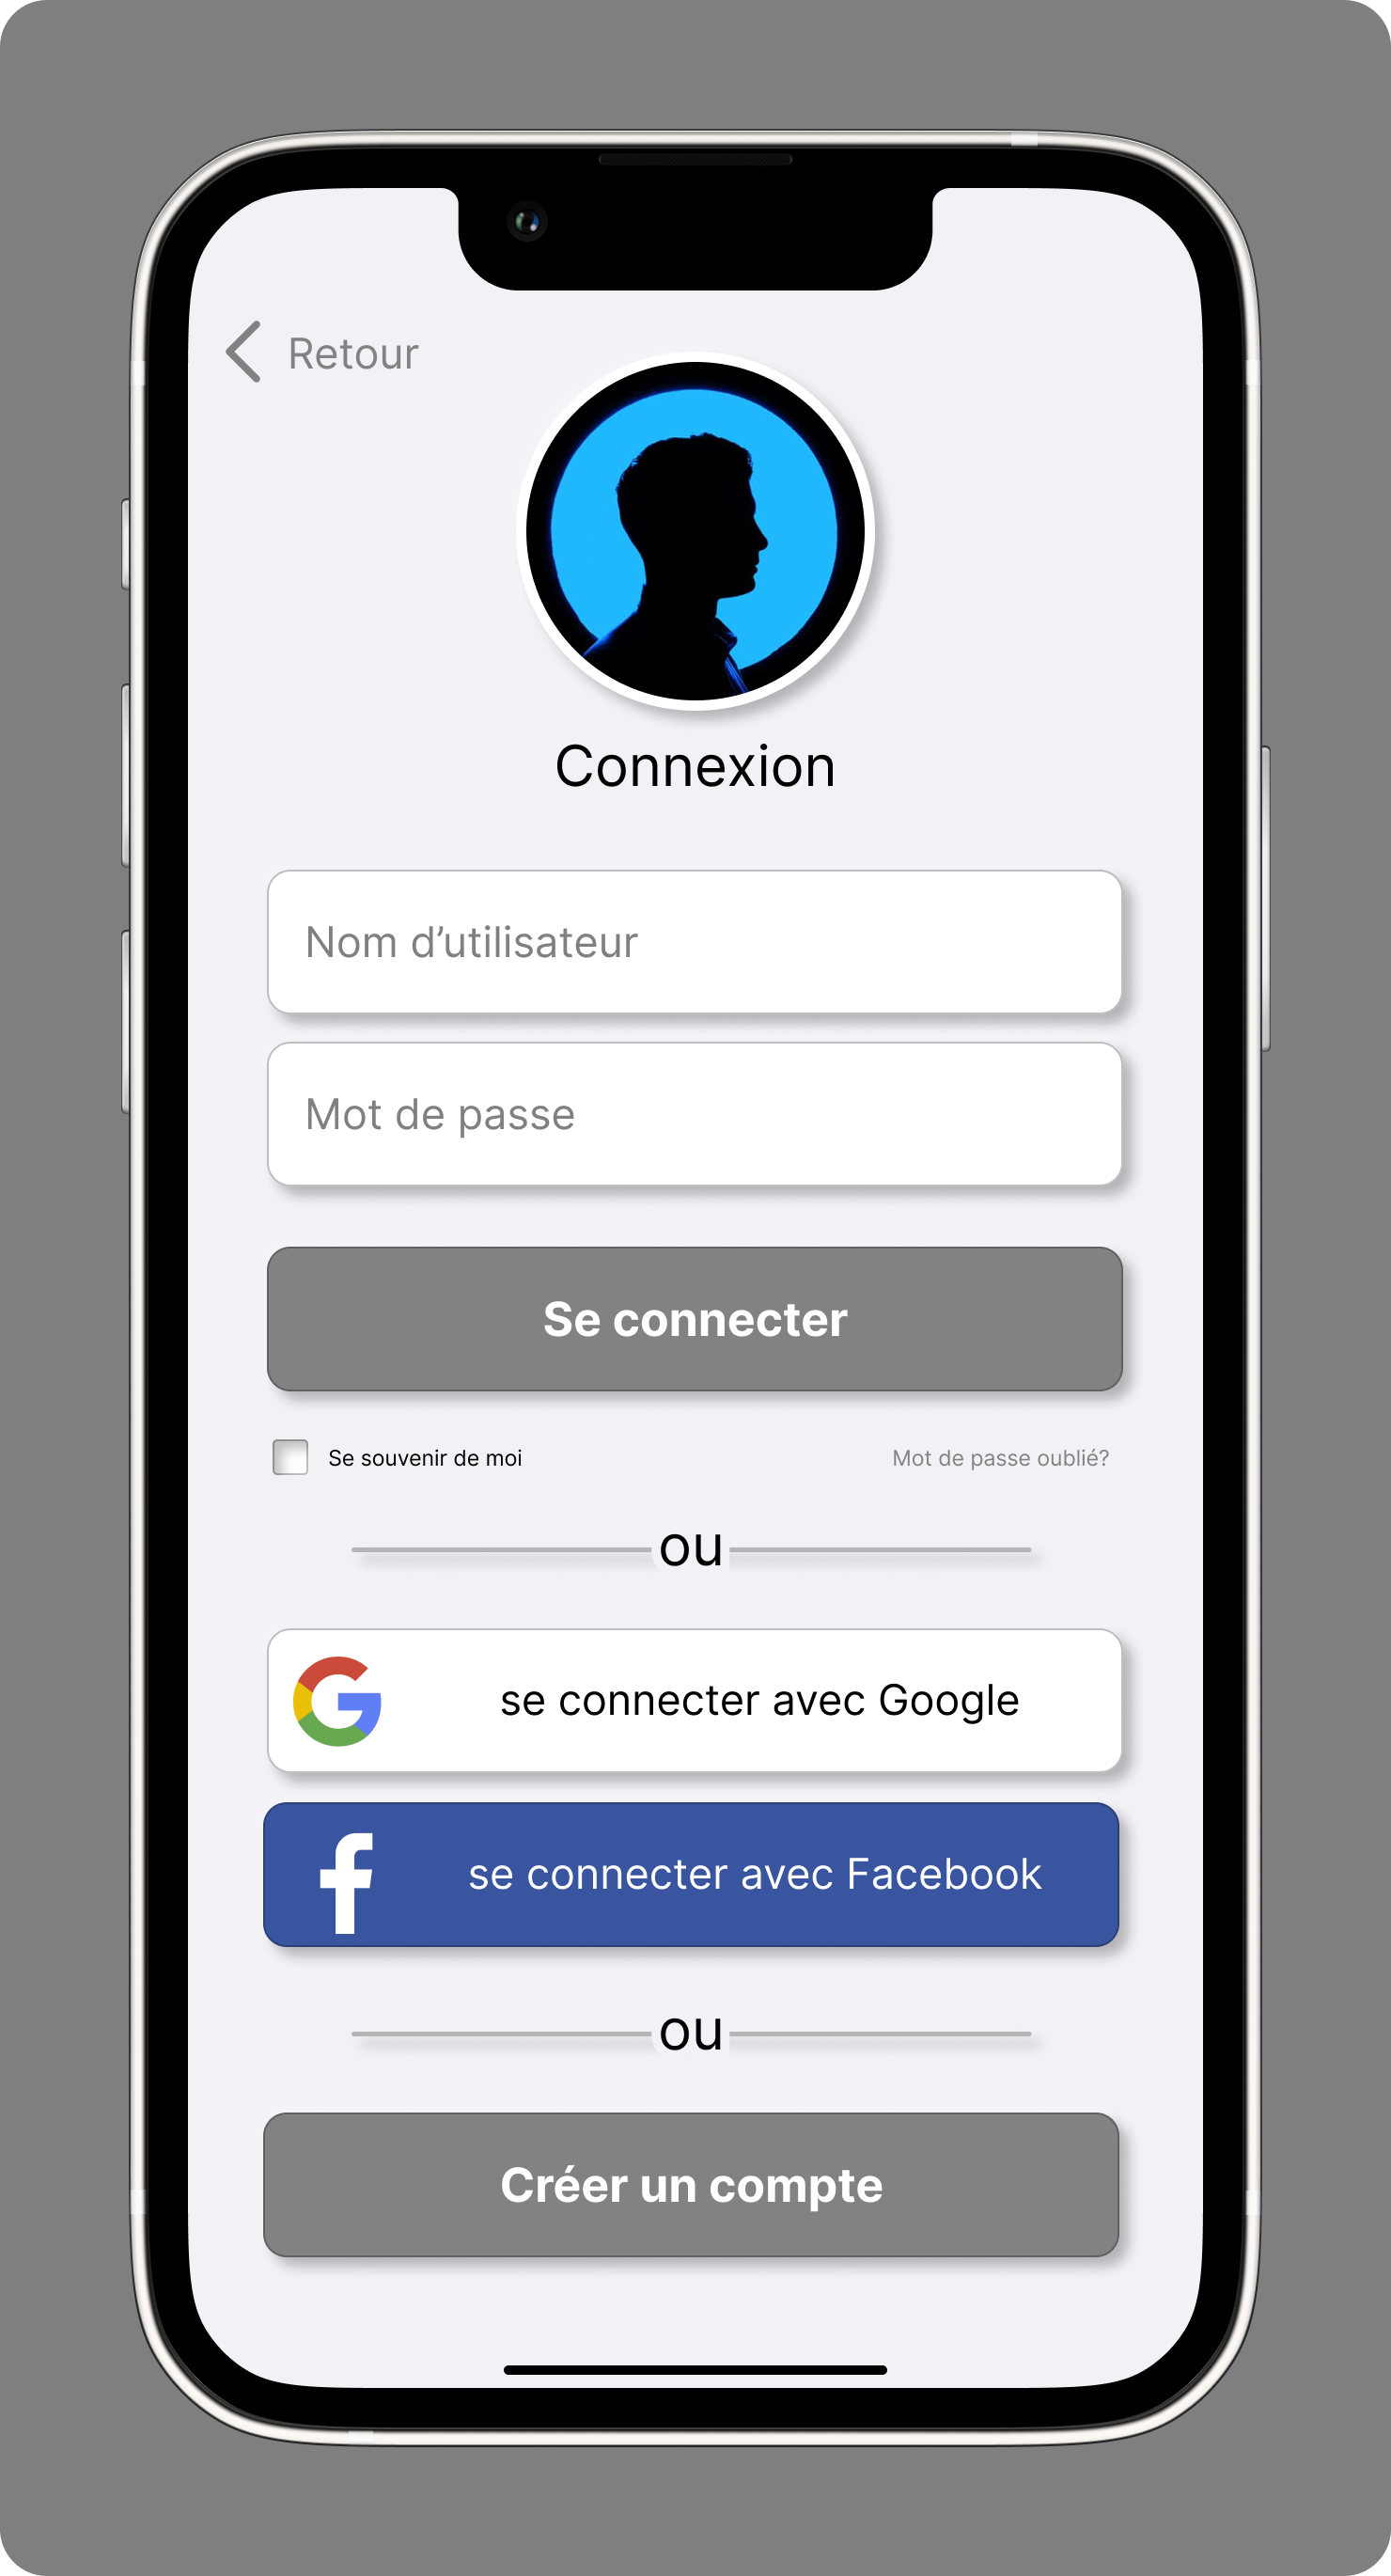 Retour
Connexion
Nom d’utilisateur
Mot de passe
Se connecter
Se souvenir de moi
Mot de passe oublié?
ou
se connecter avec Google
se connecter avec Facebook
ou
Créer un compte